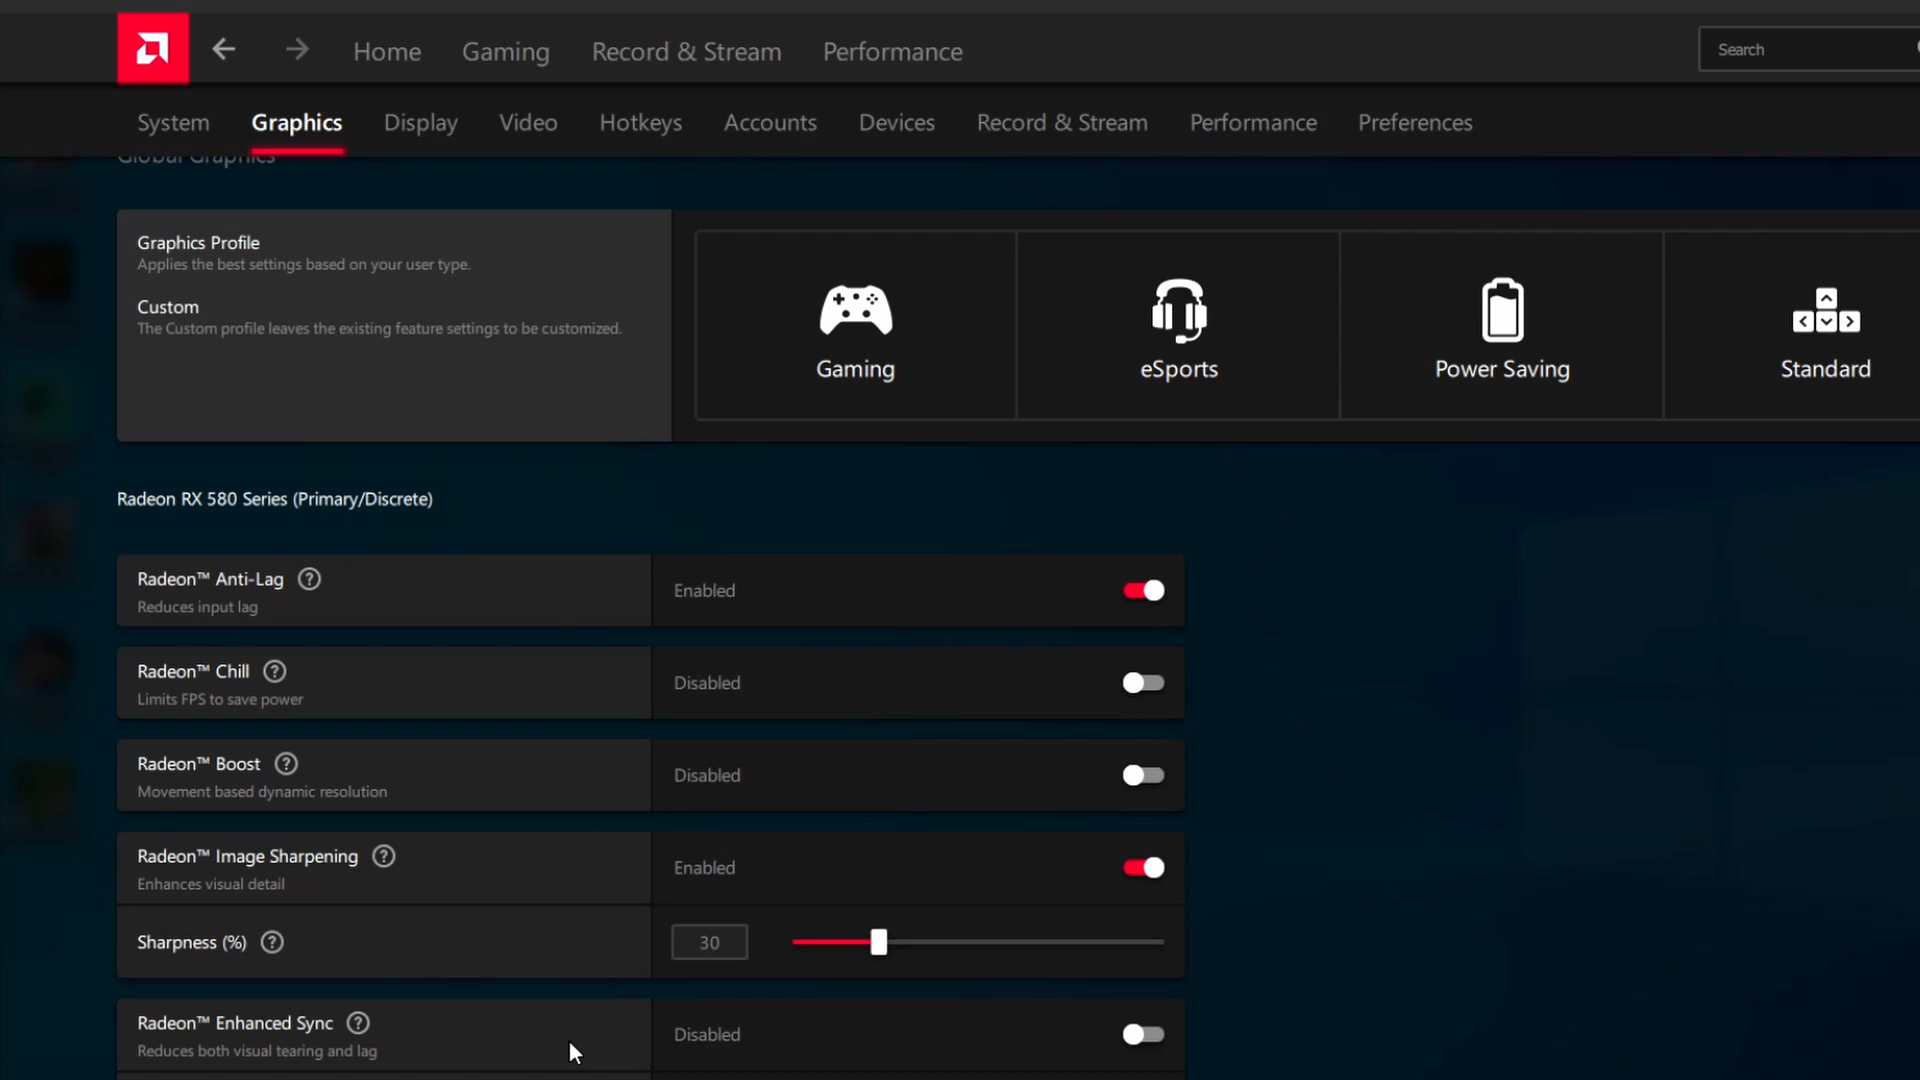 Home Gaming Record & Stream Performance Search
System Graphics Display Video Hotkeys Accounts Devices Record & Stream Performance Preferences
Global Graphics
Graphics Profile
Applies the best settings based on your user type.
Custom
The Custom profile leaves the existing feature settings to be customized.
Gaming eSports Power Saving Standard
Radeon RX 580 Series (Primary/Discrete)
Radeon™ Anti-Lag
Reduces input lag
Enabled
Radeon™ Chill
Limits FPS to save power
Disabled
Radeon™ Boost
Movement based dynamic resolution
Disabled
Radeon™ Image Sharpening
Enhances visual detail
Enabled
Sharpness (%)
30
Radeon™ Enhanced Sync
Reduces both visual tearing and lag
Disabled